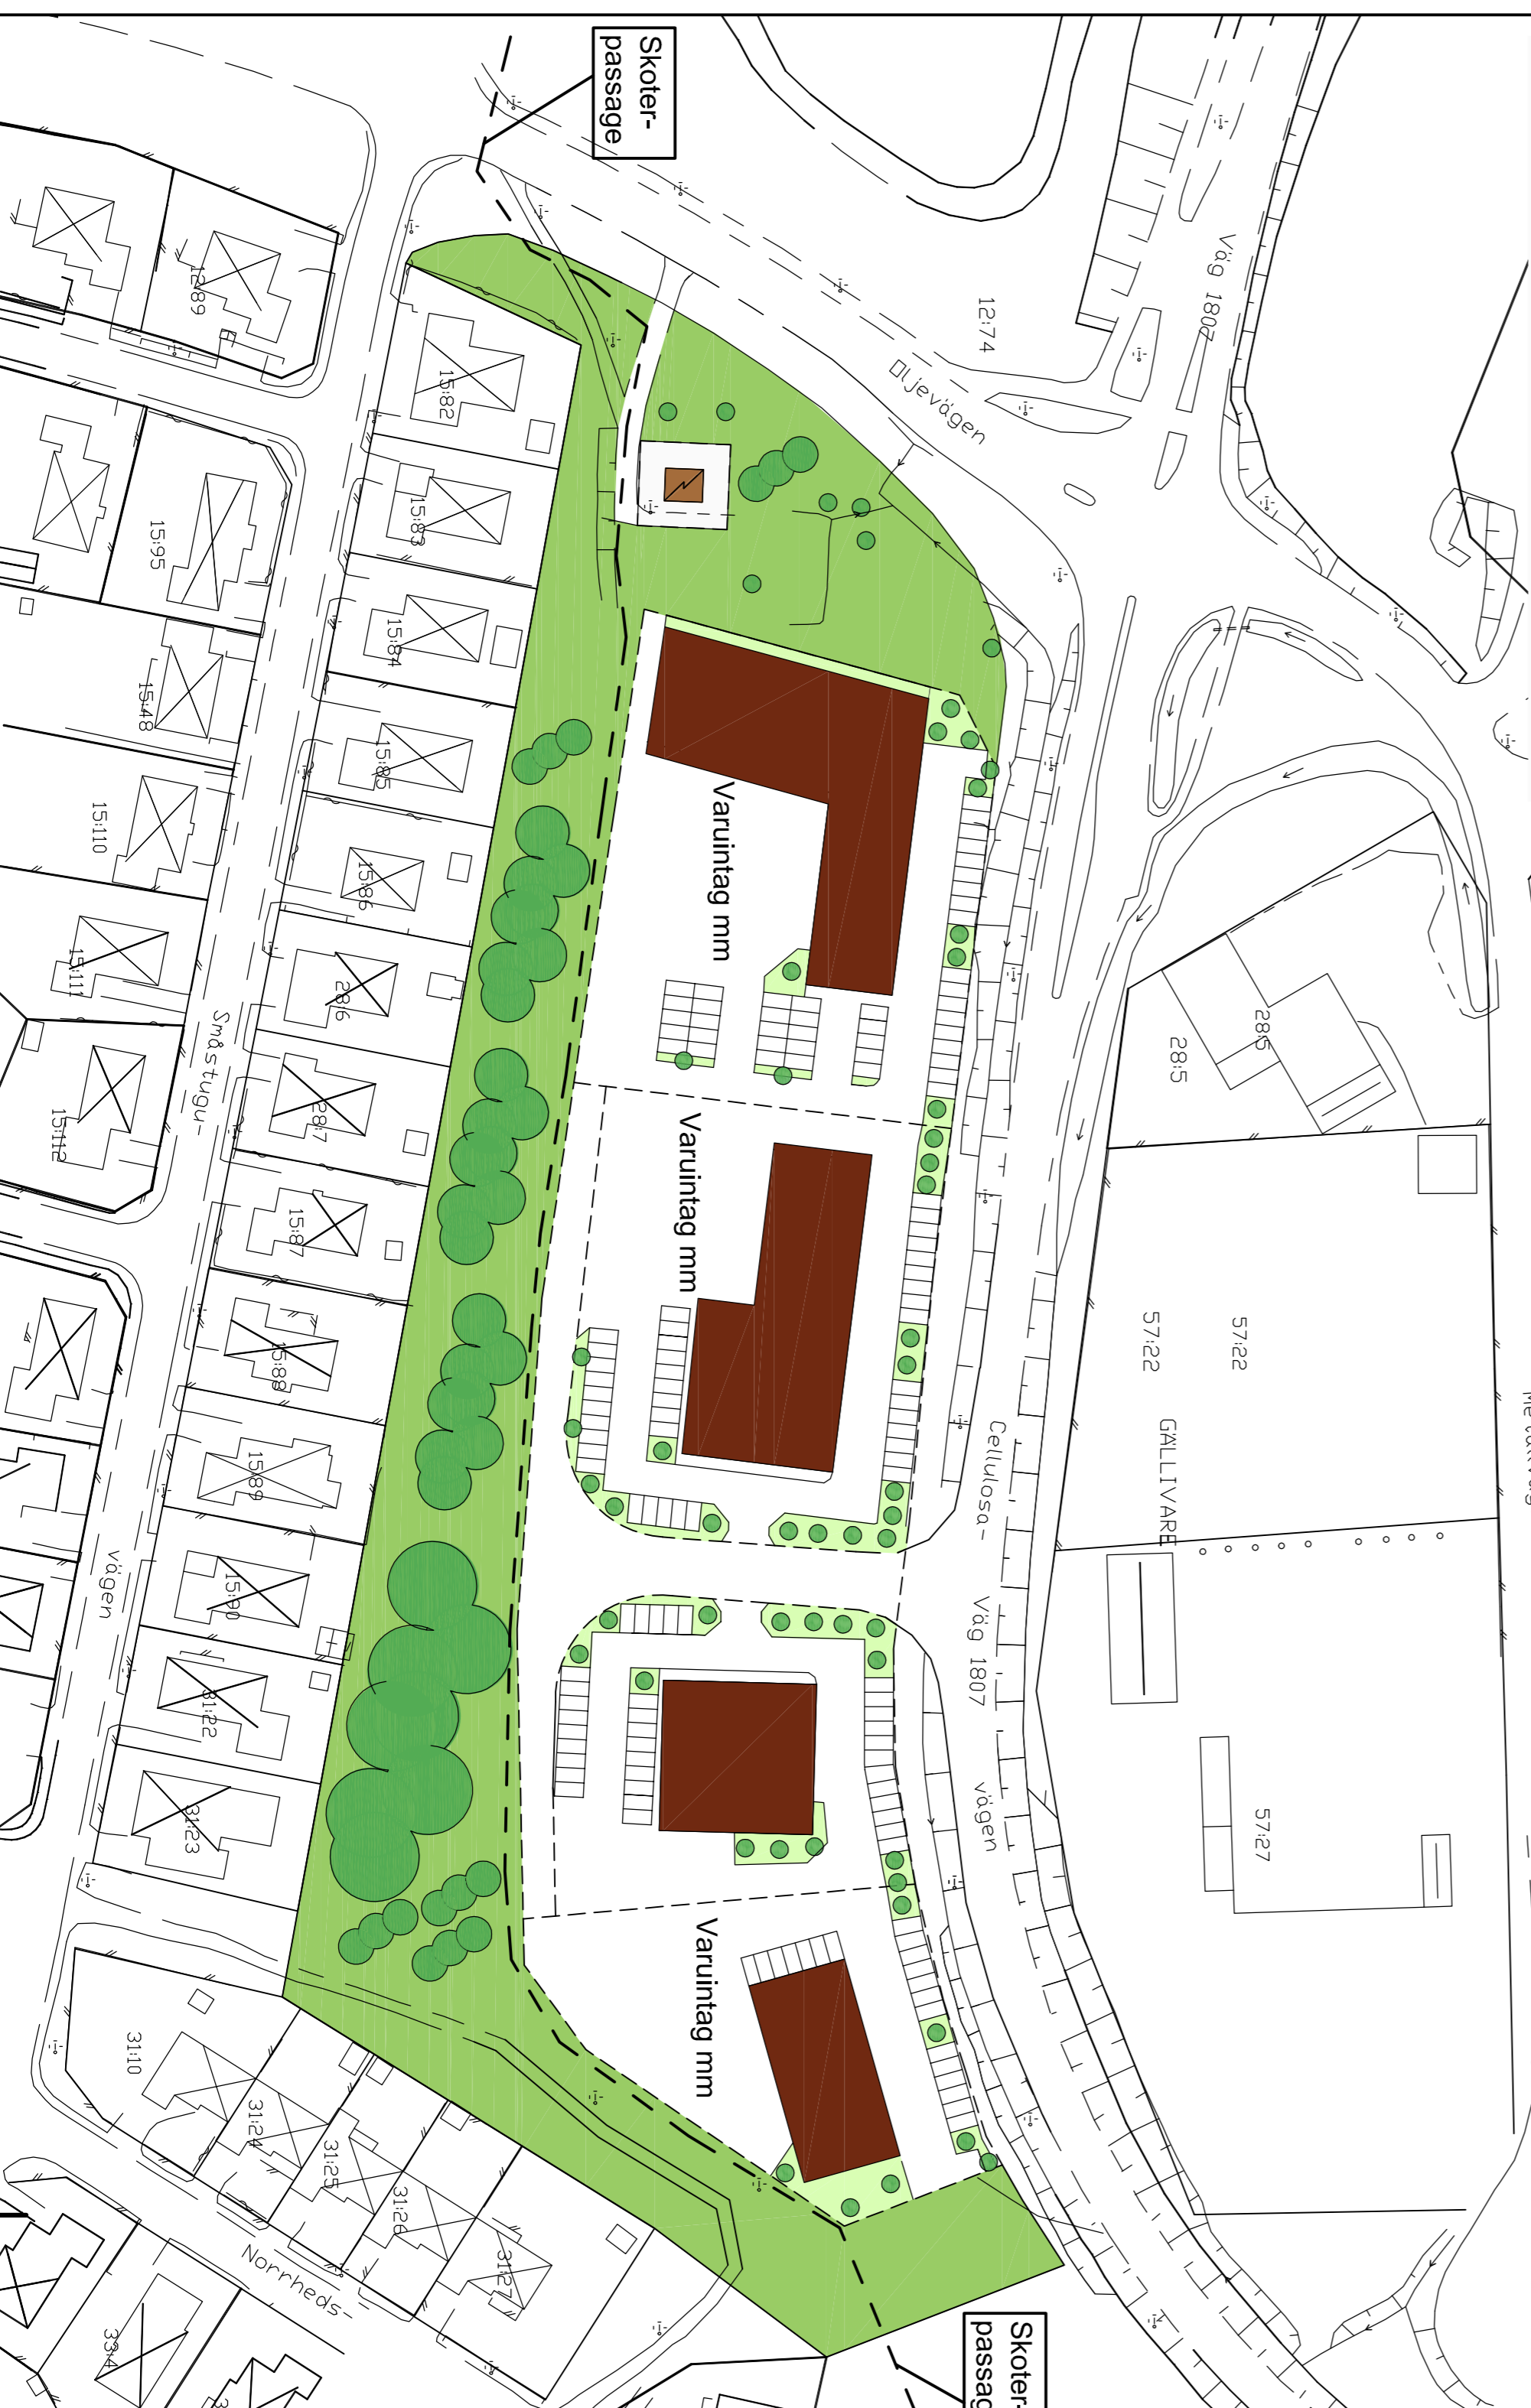 Skoter-
passage
Väg 1807
12:74
Oljevägen
12:89
15:82
15:83
15:95
15:84
15:48
15:85
15:110
15:86
15:111
28:6
Småstugu-
15:112
28:7
15:87
15:88
15:89
vägen
15:90
31:22
31:23
31:10
31:24
31:25
31:26
31:27
Norrheds-
33:4
Varuintag mm
Varuintag mm
Varuintag mm
28:5
28:5
57:22
57:22
GÄLLIVARE
Cellulosa-
Väg 1807
vägen
57:27
Skoter-